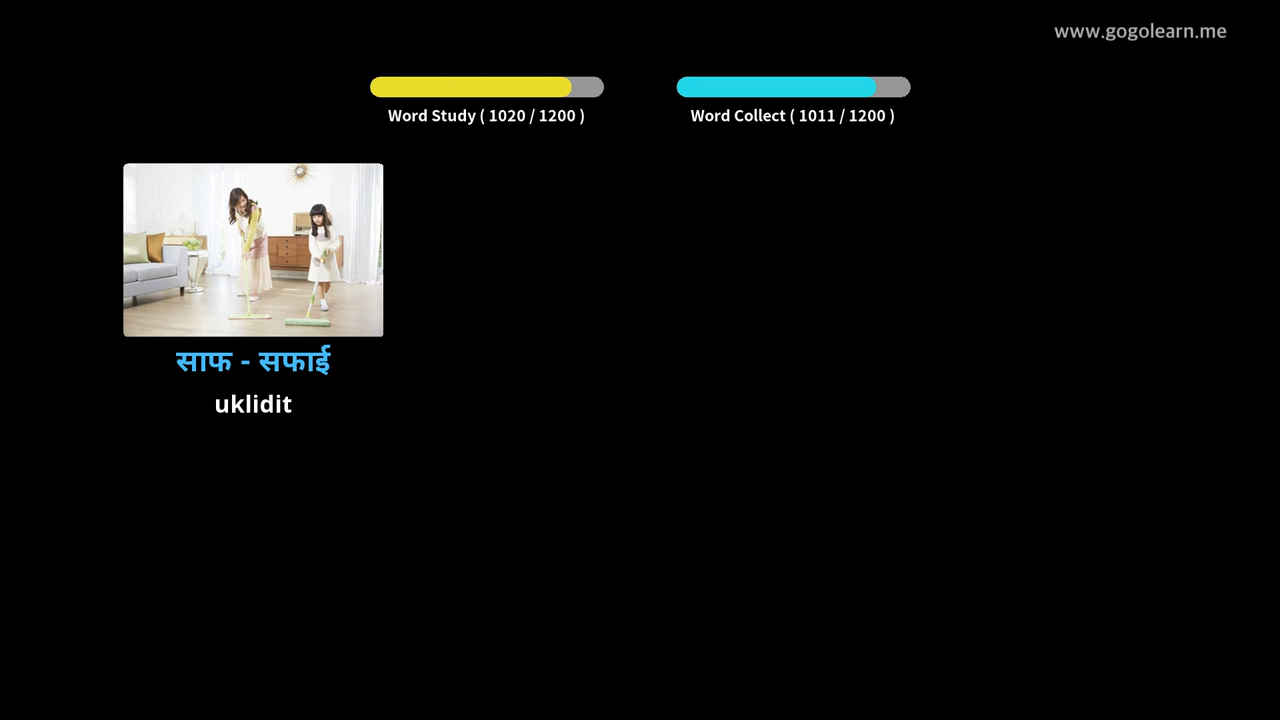 www.gogolearn.me
Word Study ( 1020 / 1200 )
Word Collect ( 1011 / 1200 )
साफ - सफाई
uklidit